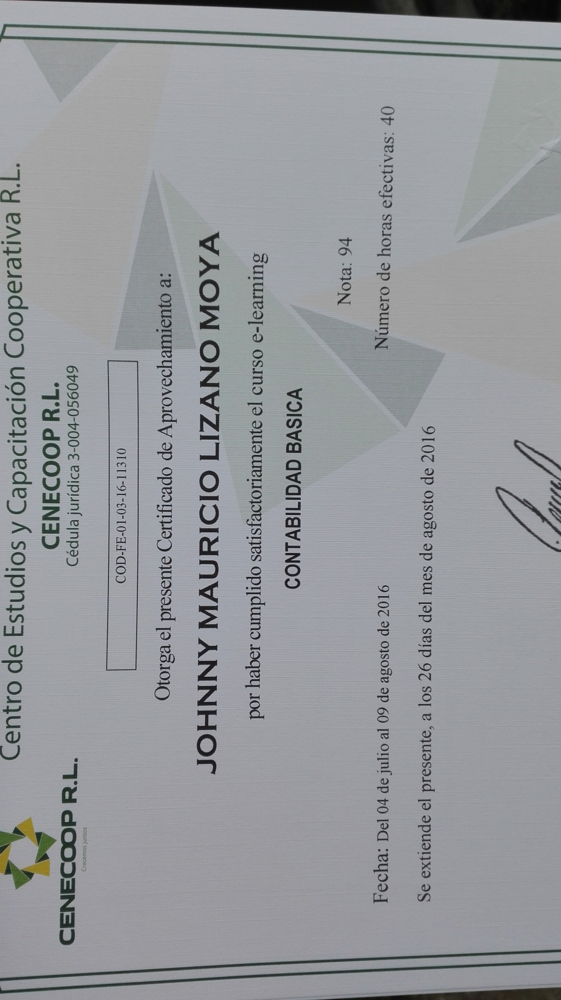 Centro de Estudios y Capacitación Cooperativa R.L.
CENECOOP R.L.
Cédula jurídica 3-004-056049
CENECOOP R.L.
Crecemos juntos
COD-FE-01-03-16-11310
Otorga el presente Certificado de Aprovechamiento a:
JOHNNY MAURICIO LIZANO MOYA
por haber cumplido satisfactoriamente el curso e-learning
CONTABILIDAD BASICA
Nota: 94
Fecha: Del 04 de julio al 09 de agosto de 2016
Número de horas efectivas: 40
Se extiende el presente, a los 26 días del mes de agosto de 2016